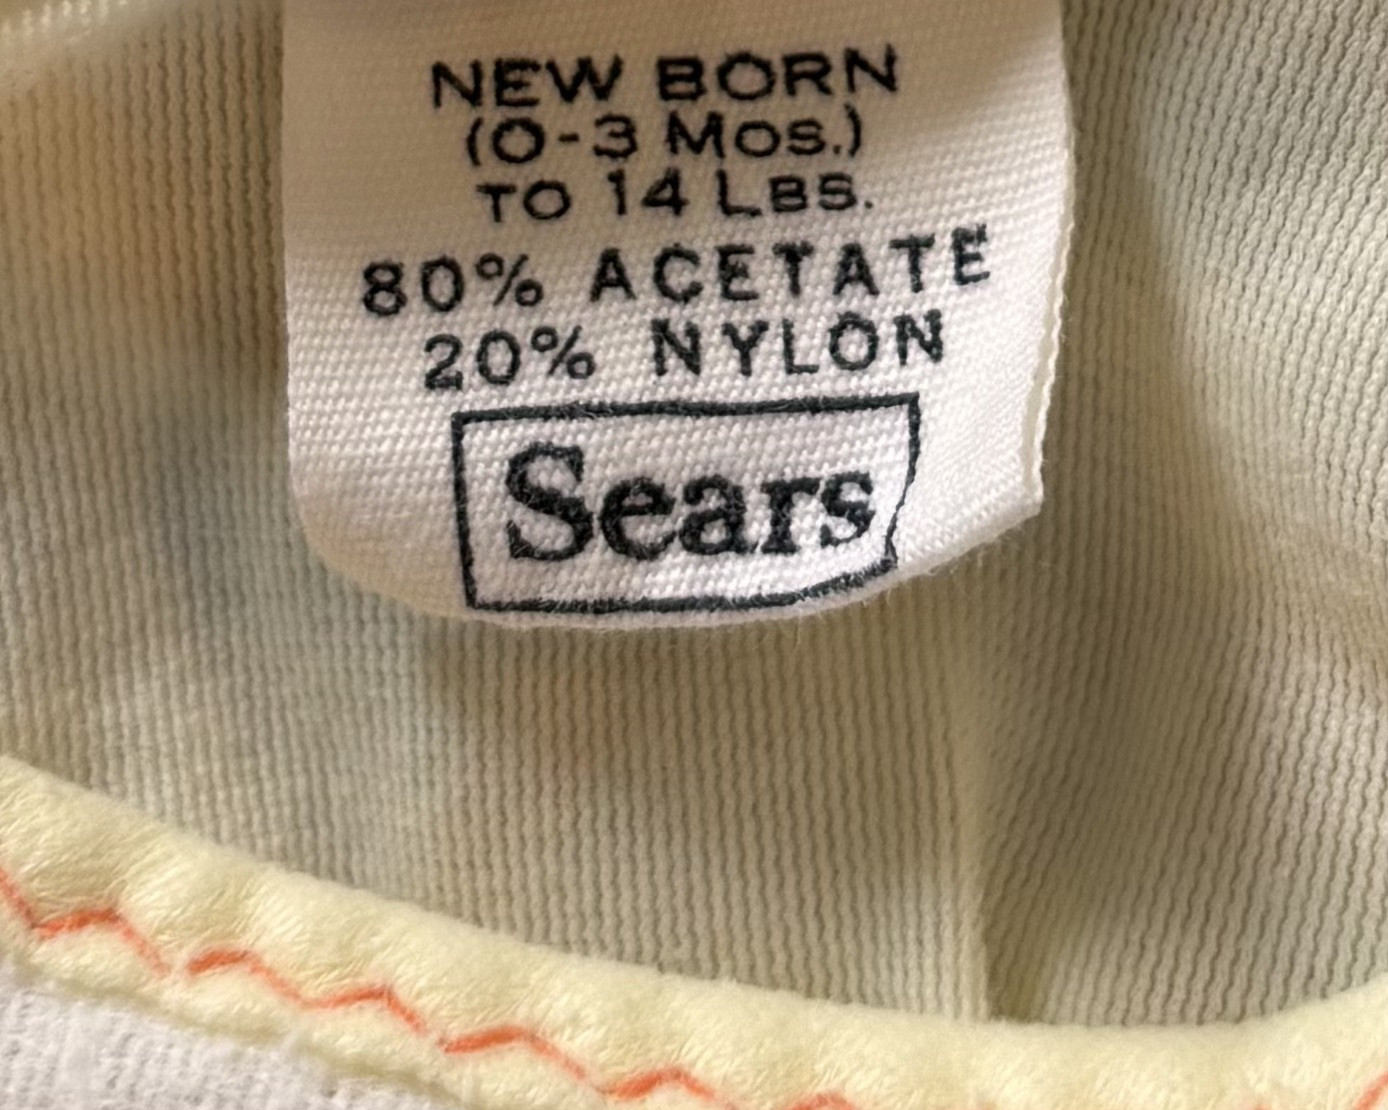 NEW BORN
(0-3 Mos.)
TO 14 LBS.
80% ACETATE
20% NYLON
Sears